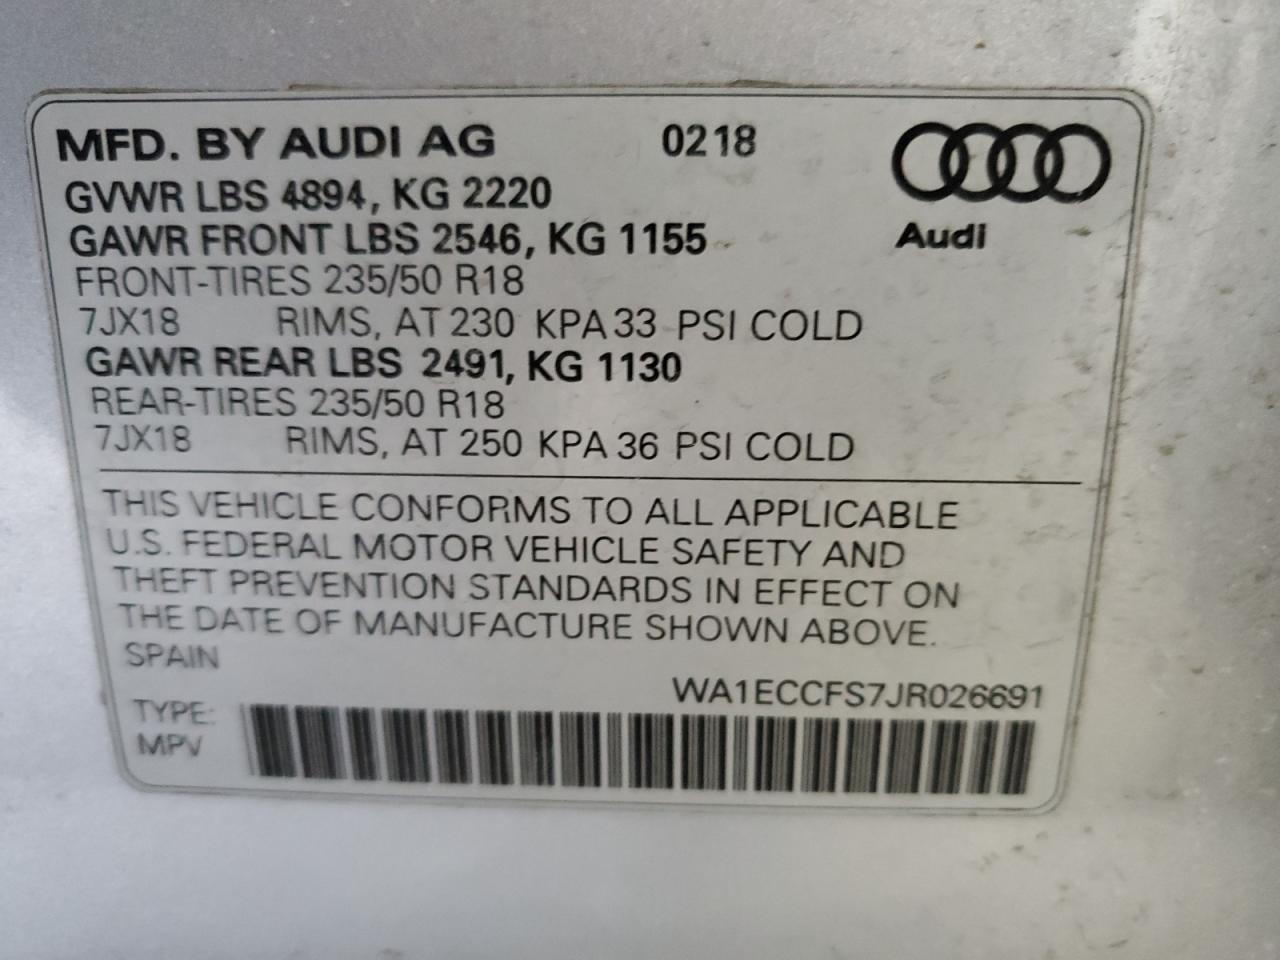 MFD. BY AUDI AG 0218
GVWR LBS 4894, KG 2220
GAWR FRONT LBS 2546, KG 1155
Audi
FRONT-TIRES 235/50 R18
7JX18 RIMS, AT 230 KPA 33 PSI COLD
GAWR REAR LBS 2491, KG 1130
REAR-TIRES 235/50 R18
7JX18 RIMS, AT 250 KPA 36 PSI COLD
THIS VEHICLE CONFORMS TO ALL APPLICABLE
U.S. FEDERAL MOTOR VEHICLE SAFETY AND
THEFT PREVENTION STANDARDS IN EFFECT ON
THE DATE OF MANUFACTURE SHOWN ABOVE.
SPAIN
WA1ECCFS7JR026691
TYPE:
MPV